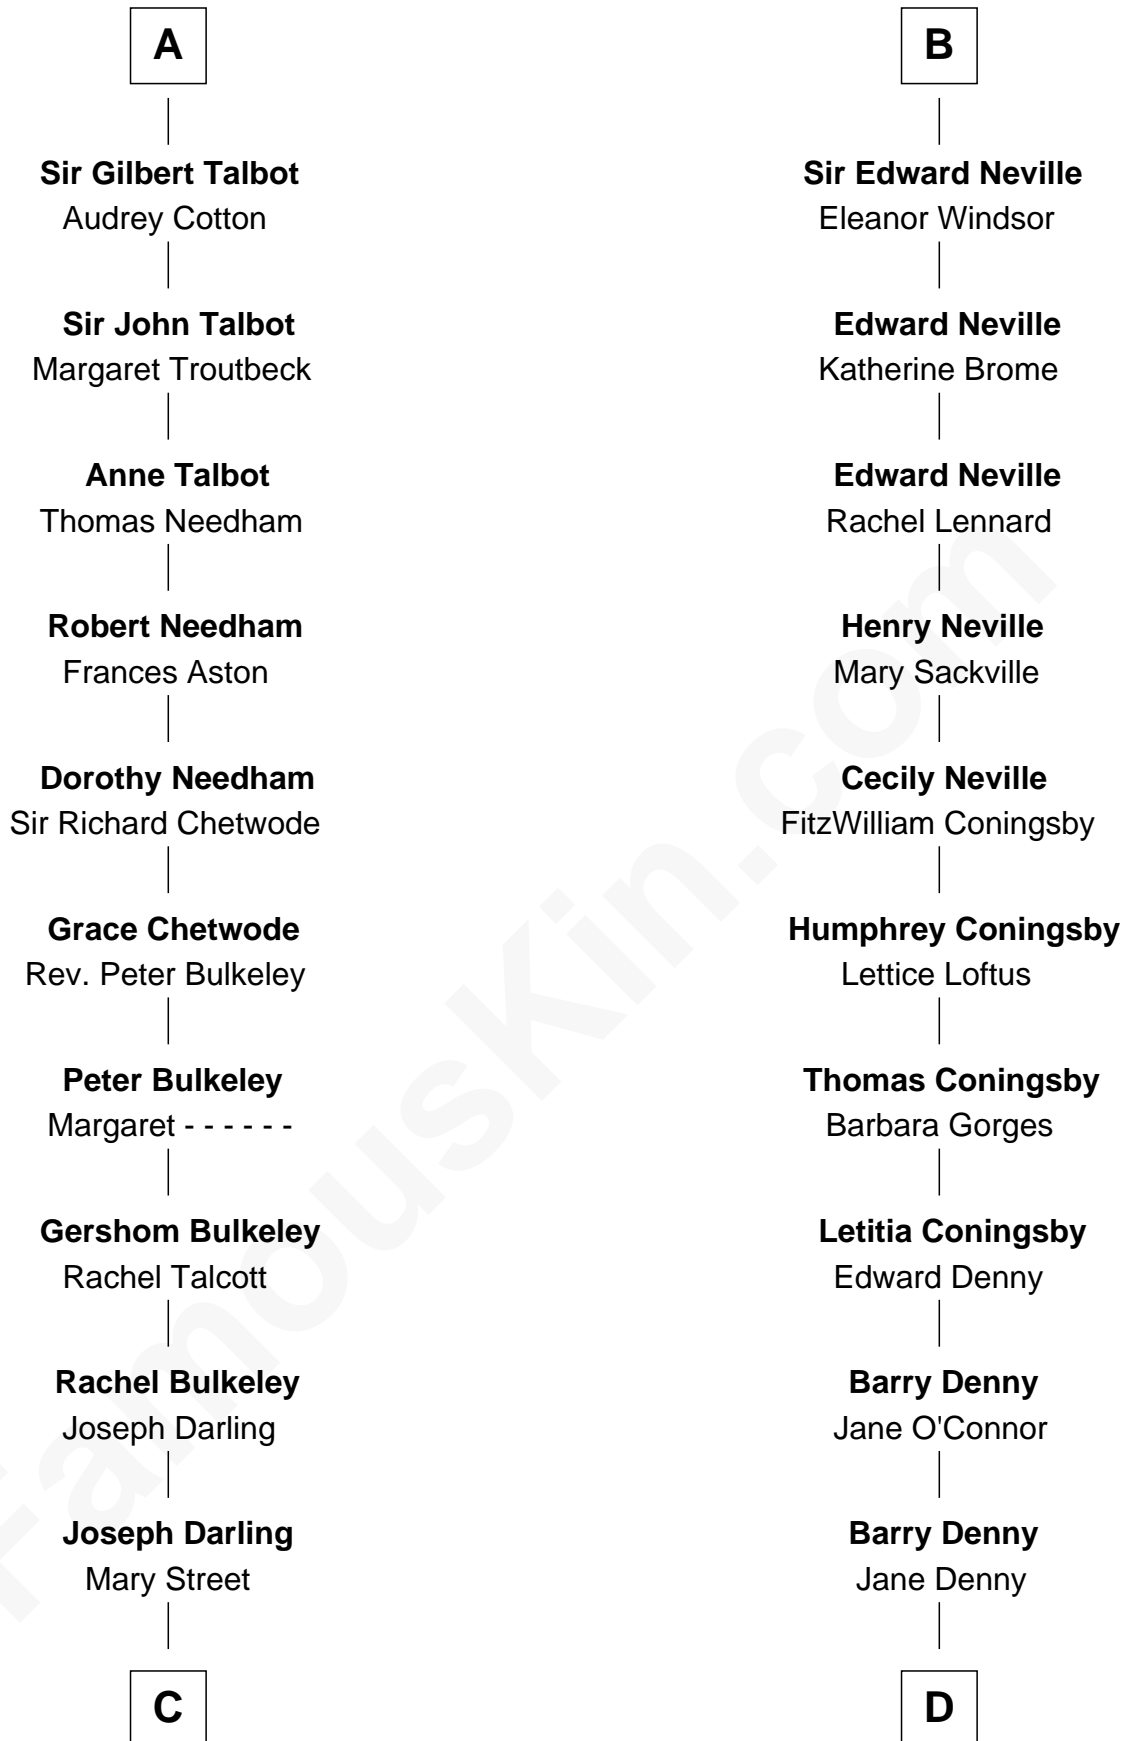 A
Sir Gilbert Talbot
Audrey Cotton
Sir John Talbot
Margaret Troutbeck
Anne Talbot
Thomas Needham
Robert Needham
Frances Aston
Dorothy Needham
Sir Richard Chetwode
Grace Chetwode
Rev. Peter Bulkeley
Peter Bulkeley
Margaret - - - - - -
Gershom Bulkeley
Rachel Talcott
Rachel Bulkeley
Joseph Darling
Joseph Darling
Mary Street
C
B
Sir Edward Neville
Eleanor Windsor
Edward Neville
Katherine Brome
Edward Neville
Rachel Lennard
Henry Neville
Mary Sackville
Cecily Neville
FitzWilliam Coningsby
Humphrey Coningsby
Lettice Loftus
Thomas Coningsby
Barbara Gorges
Letitia Coningsby
Edward Denny
Barry Denny
Jane O'Connor
Barry Denny
Jane Denny
D
FamousKin.com